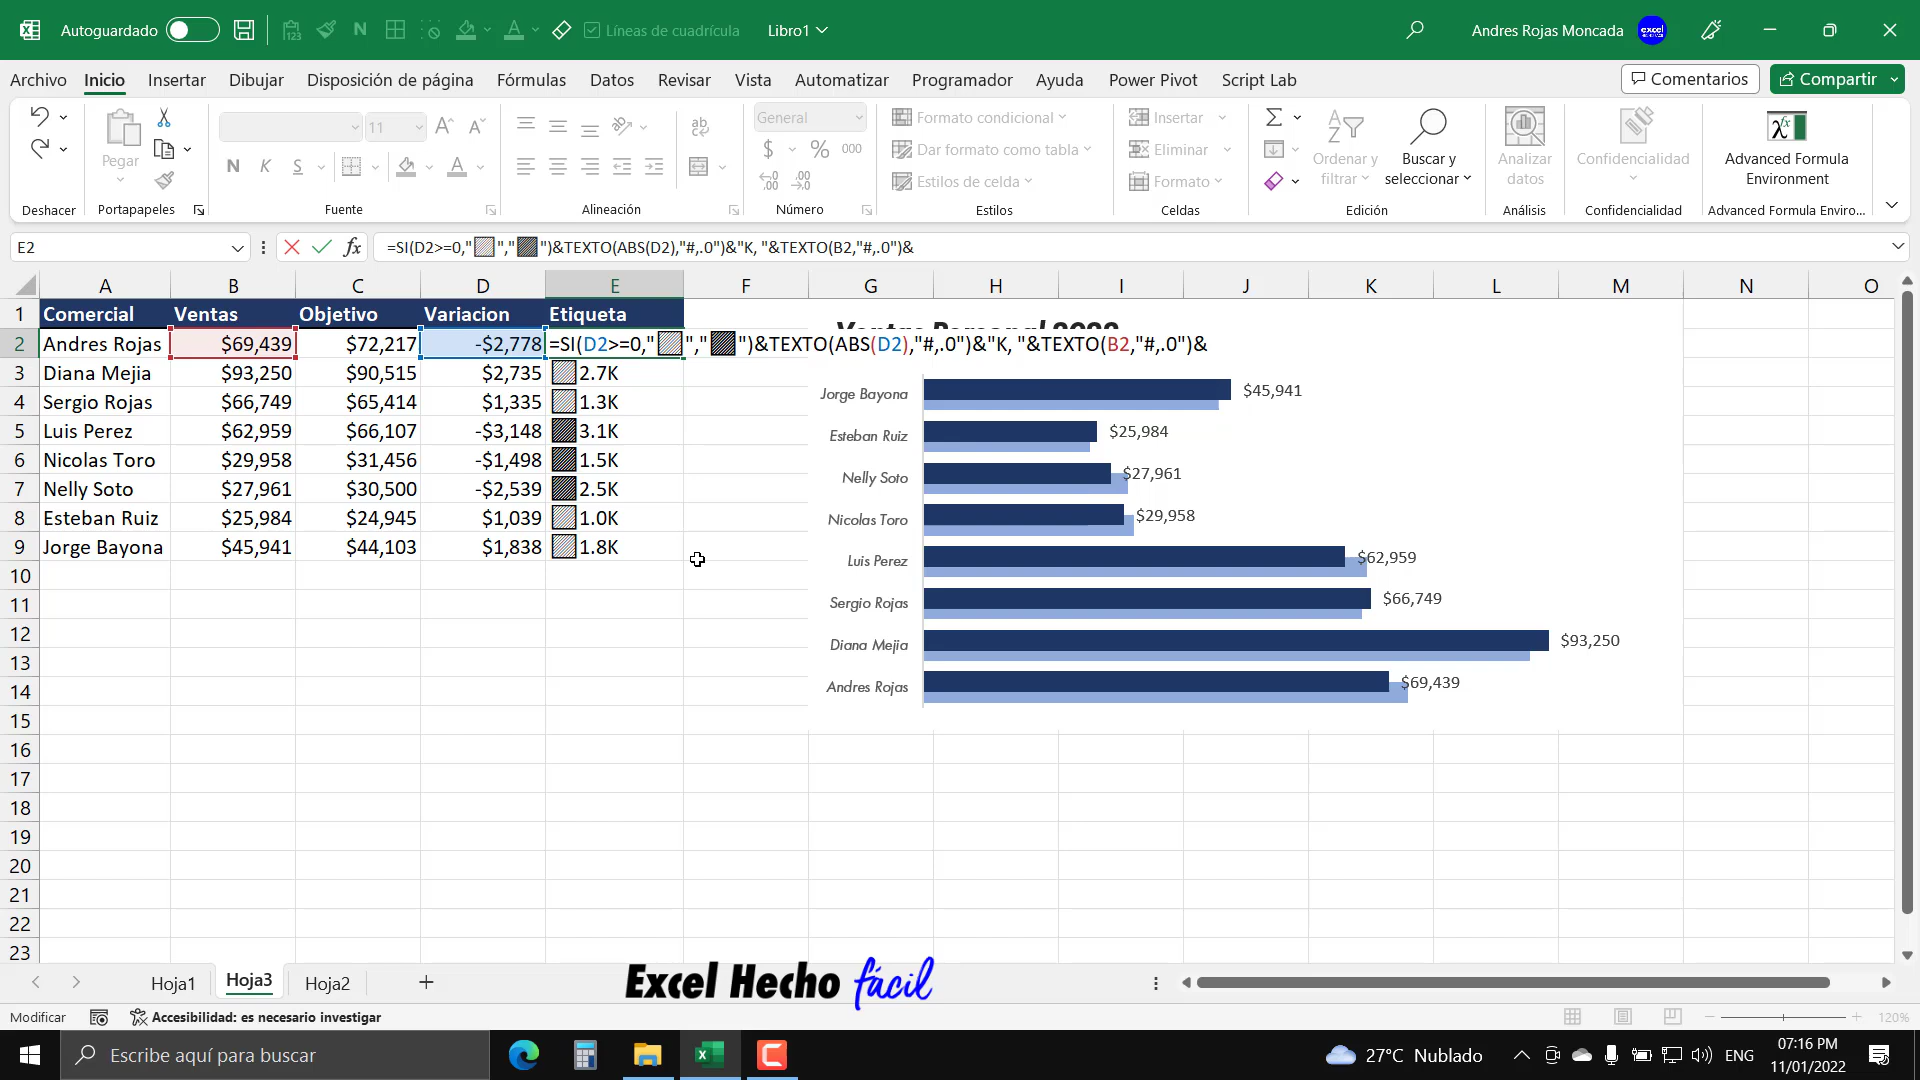 Autoguardado
Líneas de cuadrícula
Libro1
Andres Rojas Moncada
excel
Archivo Inicio Insertar Dibujar Disposición de página Fórmulas Datos Revisar Vista Automatizar Programador Ayuda Power Pivot Script Lab
Comentarios
Compartir
Pegar
11
General
Formato condicional
Dar formato como tabla
Estilos de celda
Insertar
Eliminar
Formato
Ordenar y filtrar
Buscar y seleccionar
Analizar datos
Confidencialidad
Advanced Formula Environment
Deshacer Portapapeles Fuente Alineación Número Estilos Celdas Edición Análisis Confidencialidad Advanced Formula Enviro...
E2
=SI(D2>=0,"▨","▨")&TEXTO(ABS(D2),"#,.0")&"K, "&TEXTO(B2,"#,.0")&
A B C D E F G H I J K L M N O
1 Comercial Ventas Objetivo Variacion Etiqueta
2 Andres Rojas $69,439 $72,217 -$2,778 =SI(D2>=0,"▨","▨")&TEXTO(ABS(D2),"#,.0")&"K, "&TEXTO(B2,"#,.0")&
3 Diana Mejia $93,250 $90,515 $2,735 ▨2.7K
4 Sergio Rojas $66,749 $65,414 $1,335 ▨1.3K
5 Luis Perez $62,959 $66,107 -$3,148 ▨3.1K
6 Nicolas Toro $29,958 $31,456 -$1,498 ▨1.5K
7 Nelly Soto $27,961 $30,500 -$2,539 ▨2.5K
8 Esteban Ruiz $25,984 $24,945 $1,039 ▨1.0K
9 Jorge Bayona $45,941 $44,103 $1,838 ▨1.8K
10
11
12
13
14
15
16
17
18
19
20
21
22
23
Ventas Personal 2022
Jorge Bayona $45,941
Esteban Ruiz $25,984
Nelly Soto $27,961
Nicolas Toro $29,958
Luis Perez $62,959
Sergio Rojas $66,749
Diana Mejia $93,250
Andres Rojas $69,439
Hoja1 Hoja3 Hoja2
Excel Hecho fácil
Modificar
Accesibilidad: es necesario investigar
120%
Escribe aquí para buscar
27°C Nublado
ENG
07:16 PM
11/01/2022